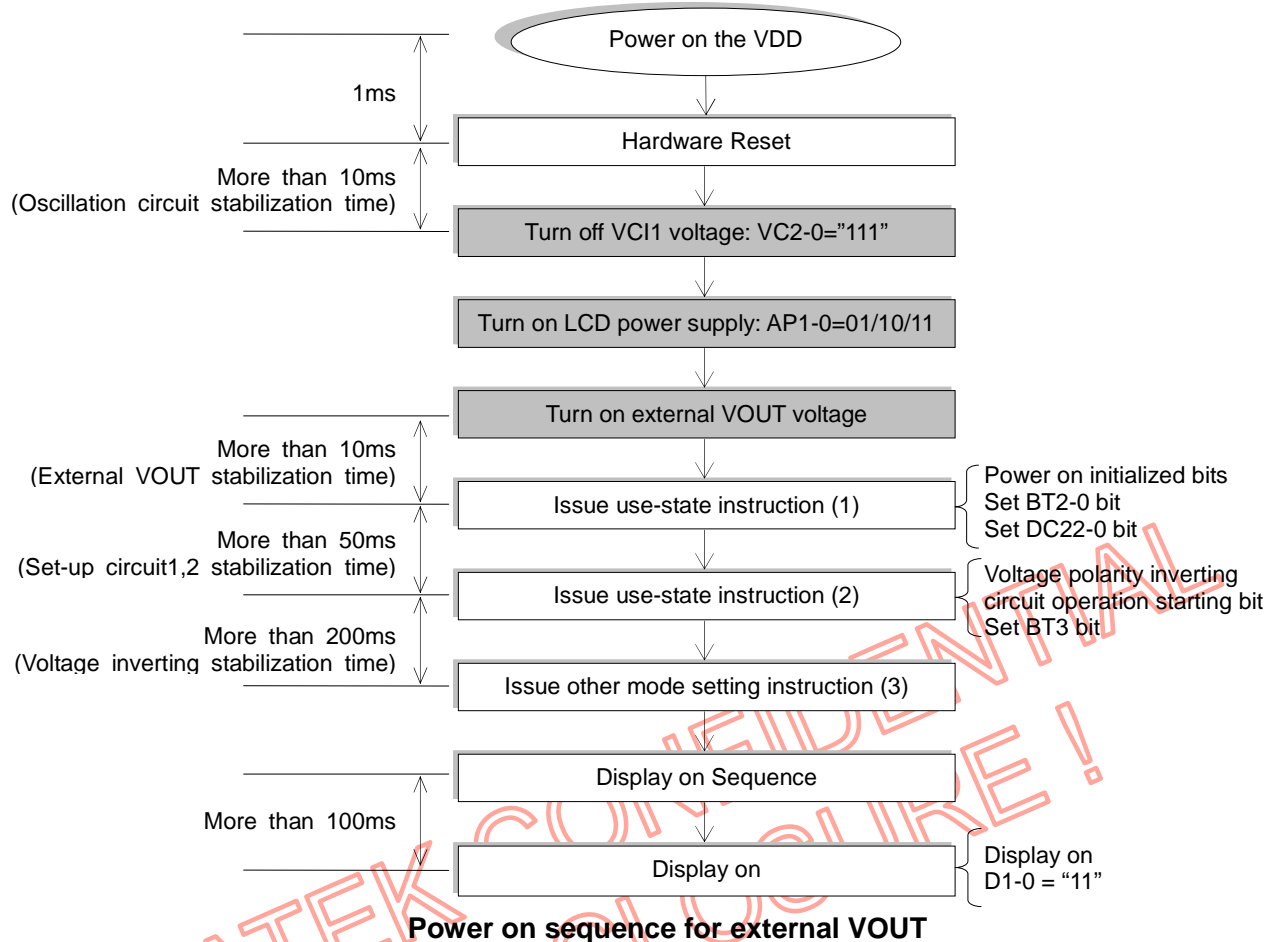 Power on the VDD
1ms
Hardware Reset
More than 10ms
(Oscillation circuit stabilization time)
Turn off VCI1 voltage: VC2-0=”111”
Turn on LCD power supply: AP1-0=01/10/11
Turn on external VOUT voltage
More than 10ms
(External VOUT stabilization time)
Issue use-state instruction (1)
Power on initialized bits
Set BT2-0 bit
Set DC22-0 bit
More than 50ms
(Set-up circuit1,2 stabilization time)
Issue use-state instruction (2)
Voltage polarity inverting
circuit operation starting bit
Set BT3 bit
More than 200ms
(Voltage inverting stabilization time)
Issue other mode setting instruction (3)
Display on Sequence
More than 100ms
Display on
Display on
D1-0 = “11”
Power on sequence for external VOUT
CONFIDENTIAL